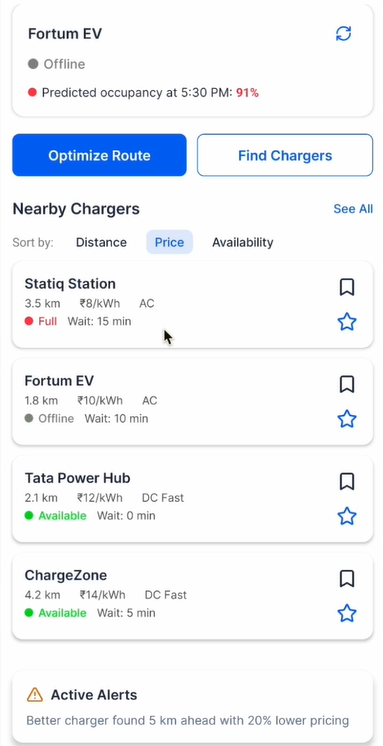 Fortum EV
Offline
Predicted occupancy at 5:30 PM: 91%
Optimize Route Find Chargers
Nearby Chargers See All
Sort by: Distance Price Availability
Statiq Station
3.5 km ₹8/kWh AC
Full Wait: 15 min
Fortum EV
1.8 km ₹10/kWh AC
Offline Wait: 10 min
Tata Power Hub
2.1 km ₹12/kWh DC Fast
Available Wait: 0 min
ChargeZone
4.2 km ₹14/kWh DC Fast
Available Wait: 5 min
Active Alerts
Better charger found 5 km ahead with 20% lower pricing